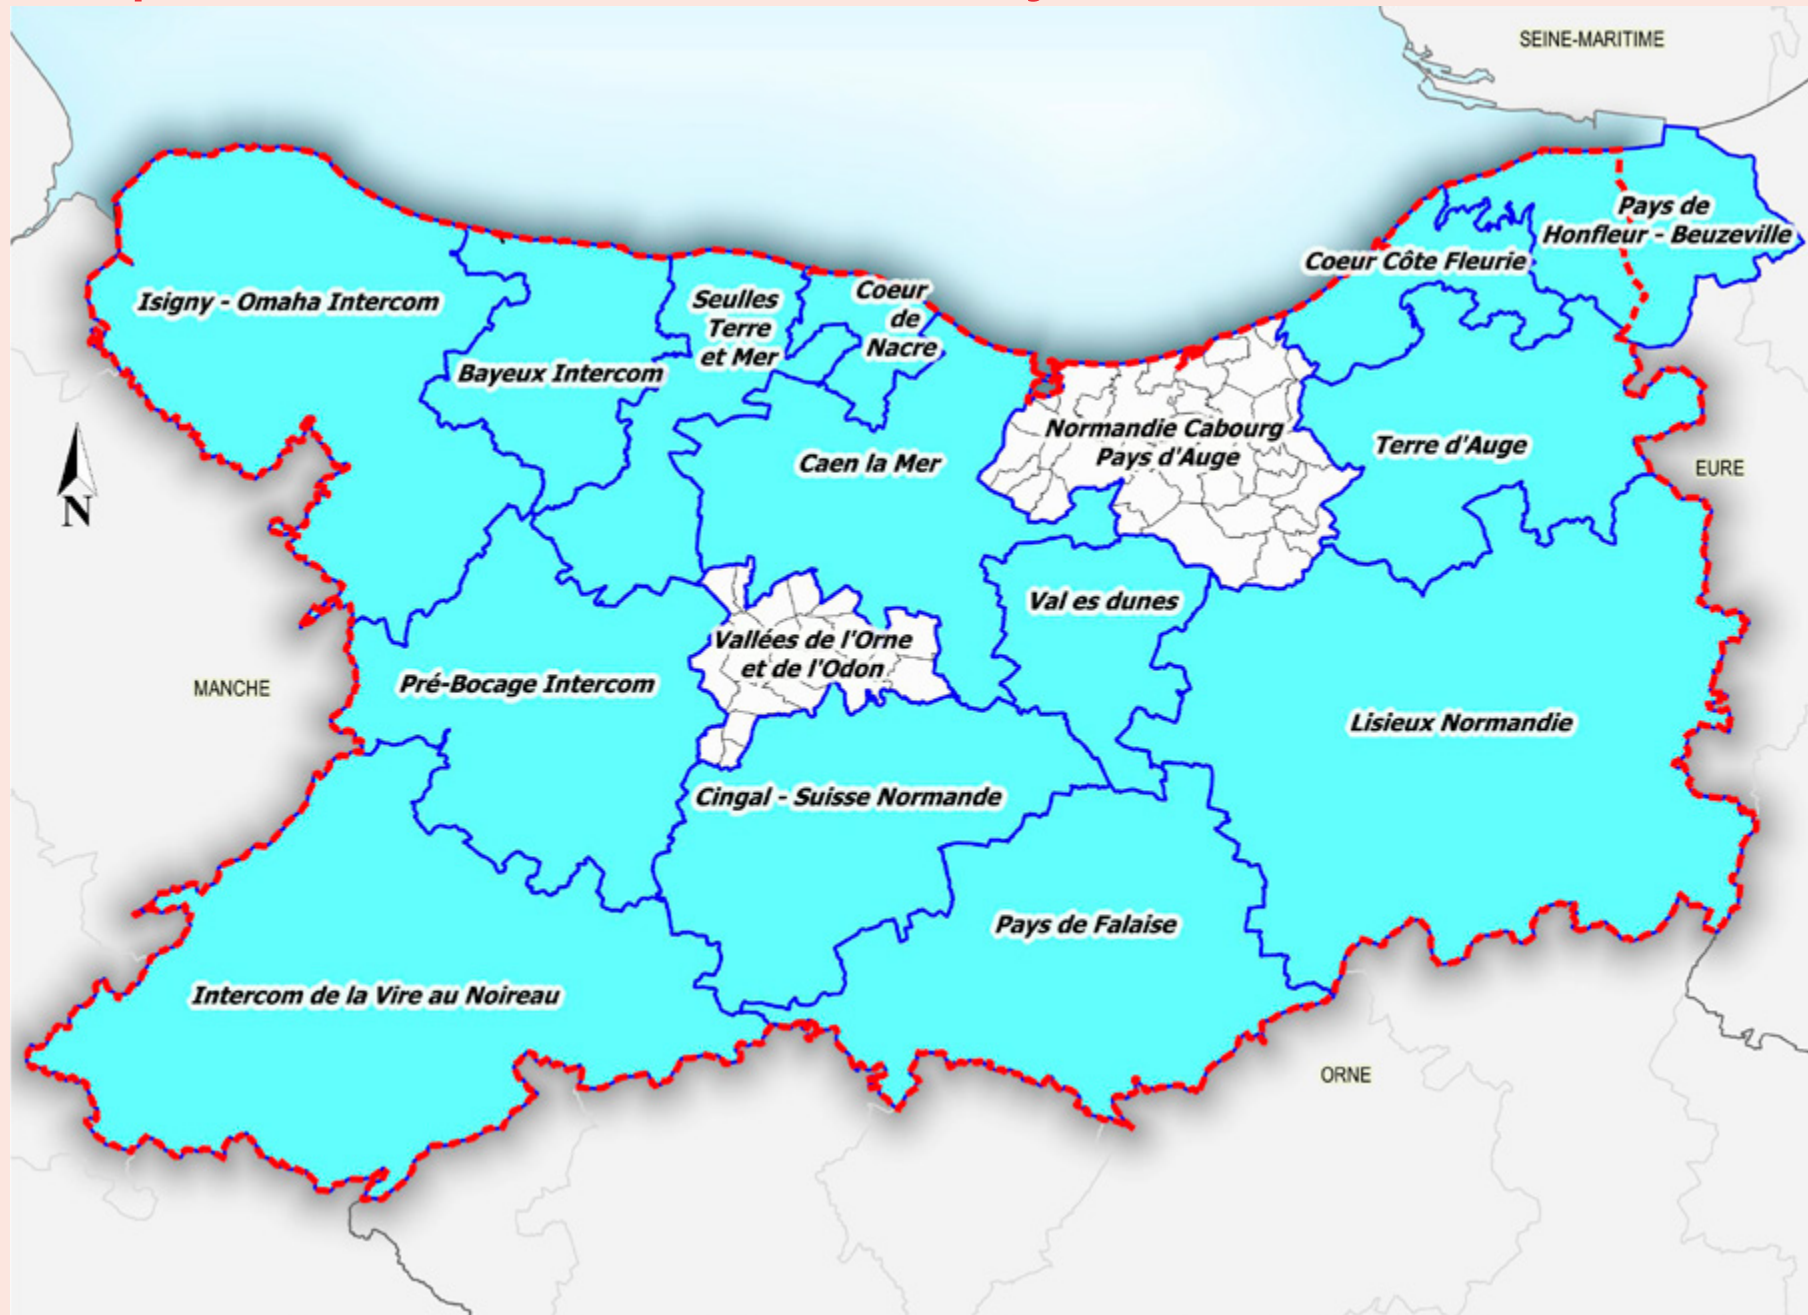 SEINE-MARITIME
Pays de
Honfleur - Beuzeville
Coeur Côte Fleurie
Isigny - Omaha Intercom
Seulles
Terre
et Mer
Coeur
de
Nacre
Bayeux Intercom
Normandie Cabourg
Pays d'Auge
Terre d'Auge
Caen la Mer
EURE
N
Val es dunes
Vallées de l'Orne
et de l'Odon
MANCHE
Pré-Bocage Intercom
Lisieux Normandie
Cingal - Suisse Normande
Pays de Falaise
Intercom de la Vire au Noireau
ORNE